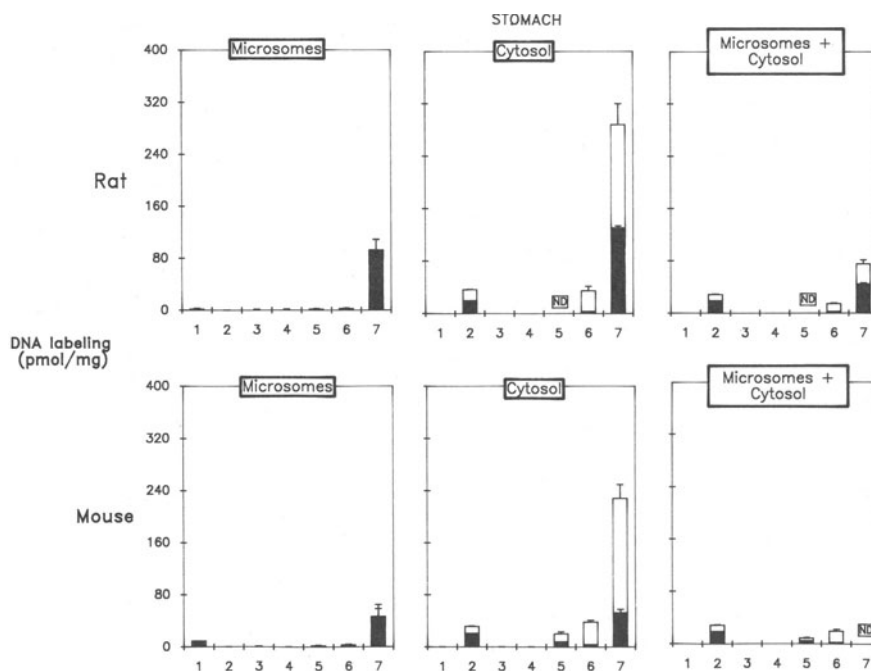 STOMACH
Microsomes
Cytosol
Microsomes +
Cytosol
400
320
240
160
80
0
Rat
ND
ND
1 2 3 4 5 6 7
1 2 3 4 5 6 7
1 2 3 4 5 6 7
DNA labeling
(pmol/mg)
Microsomes
Cytosol
Microsomes +
Cytosol
400
320
240
160
80
0
Mouse
ND
1 2 3 4 5 6 7
1 2 3 4 5 6 7
1 2 3 4 5 6 7